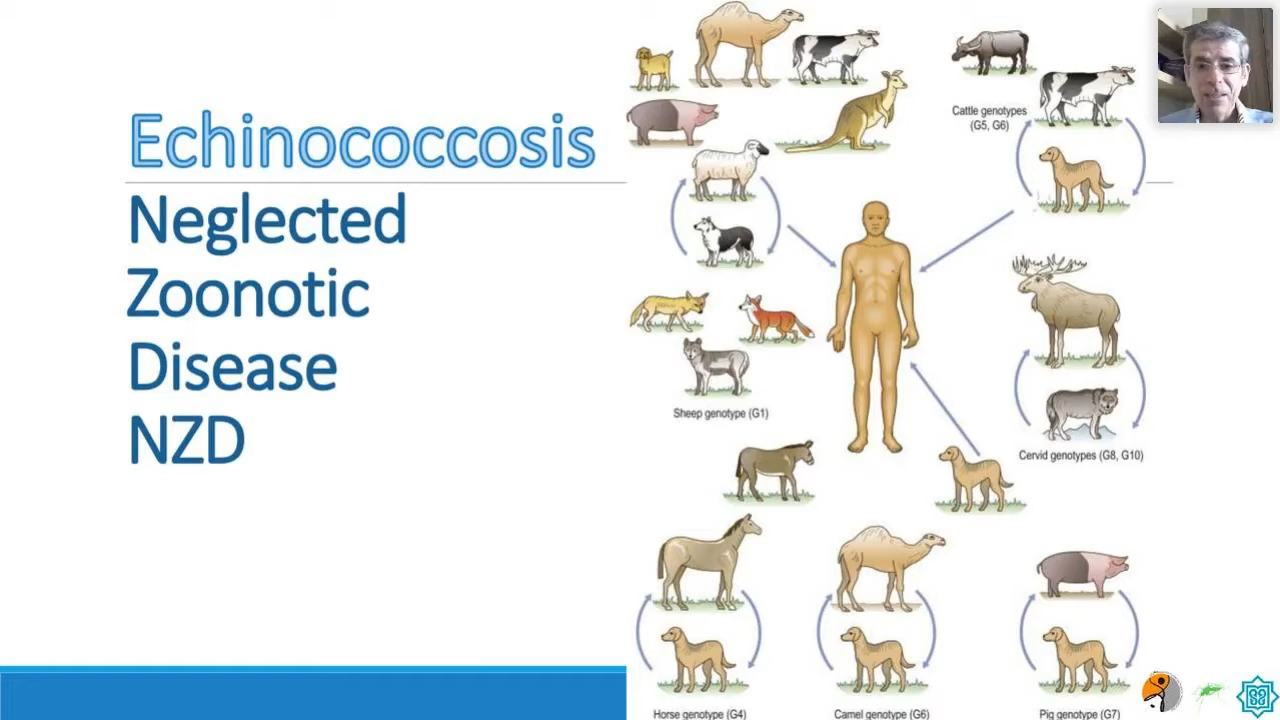 Echinococcosis
Neglected
Zoonotic
Disease
NZD
Cattle genotypes
(G5, G6)
Sheep genotype (G1)
Cervid genotypes (G8, G10)
Horse genotype (G4)
Camel genotype (G6)
Pig genotype (G7)